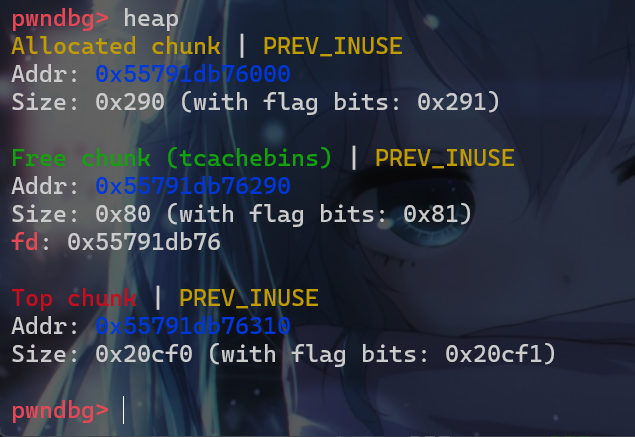 pwndbg> heap
Allocated chunk | PREV_INUSE
Addr: 0x55791db76000
Size: 0x290 (with flag bits: 0x291)
Free chunk (tcachebins) | PREV_INUSE
Addr: 0x55791db76290
Size: 0x80 (with flag bits: 0x81)
fd: 0x55791db76
Top chunk | PREV_INUSE
Addr: 0x55791db76310
Size: 0x20cf0 (with flag bits: 0x20cf1)
pwndbg>